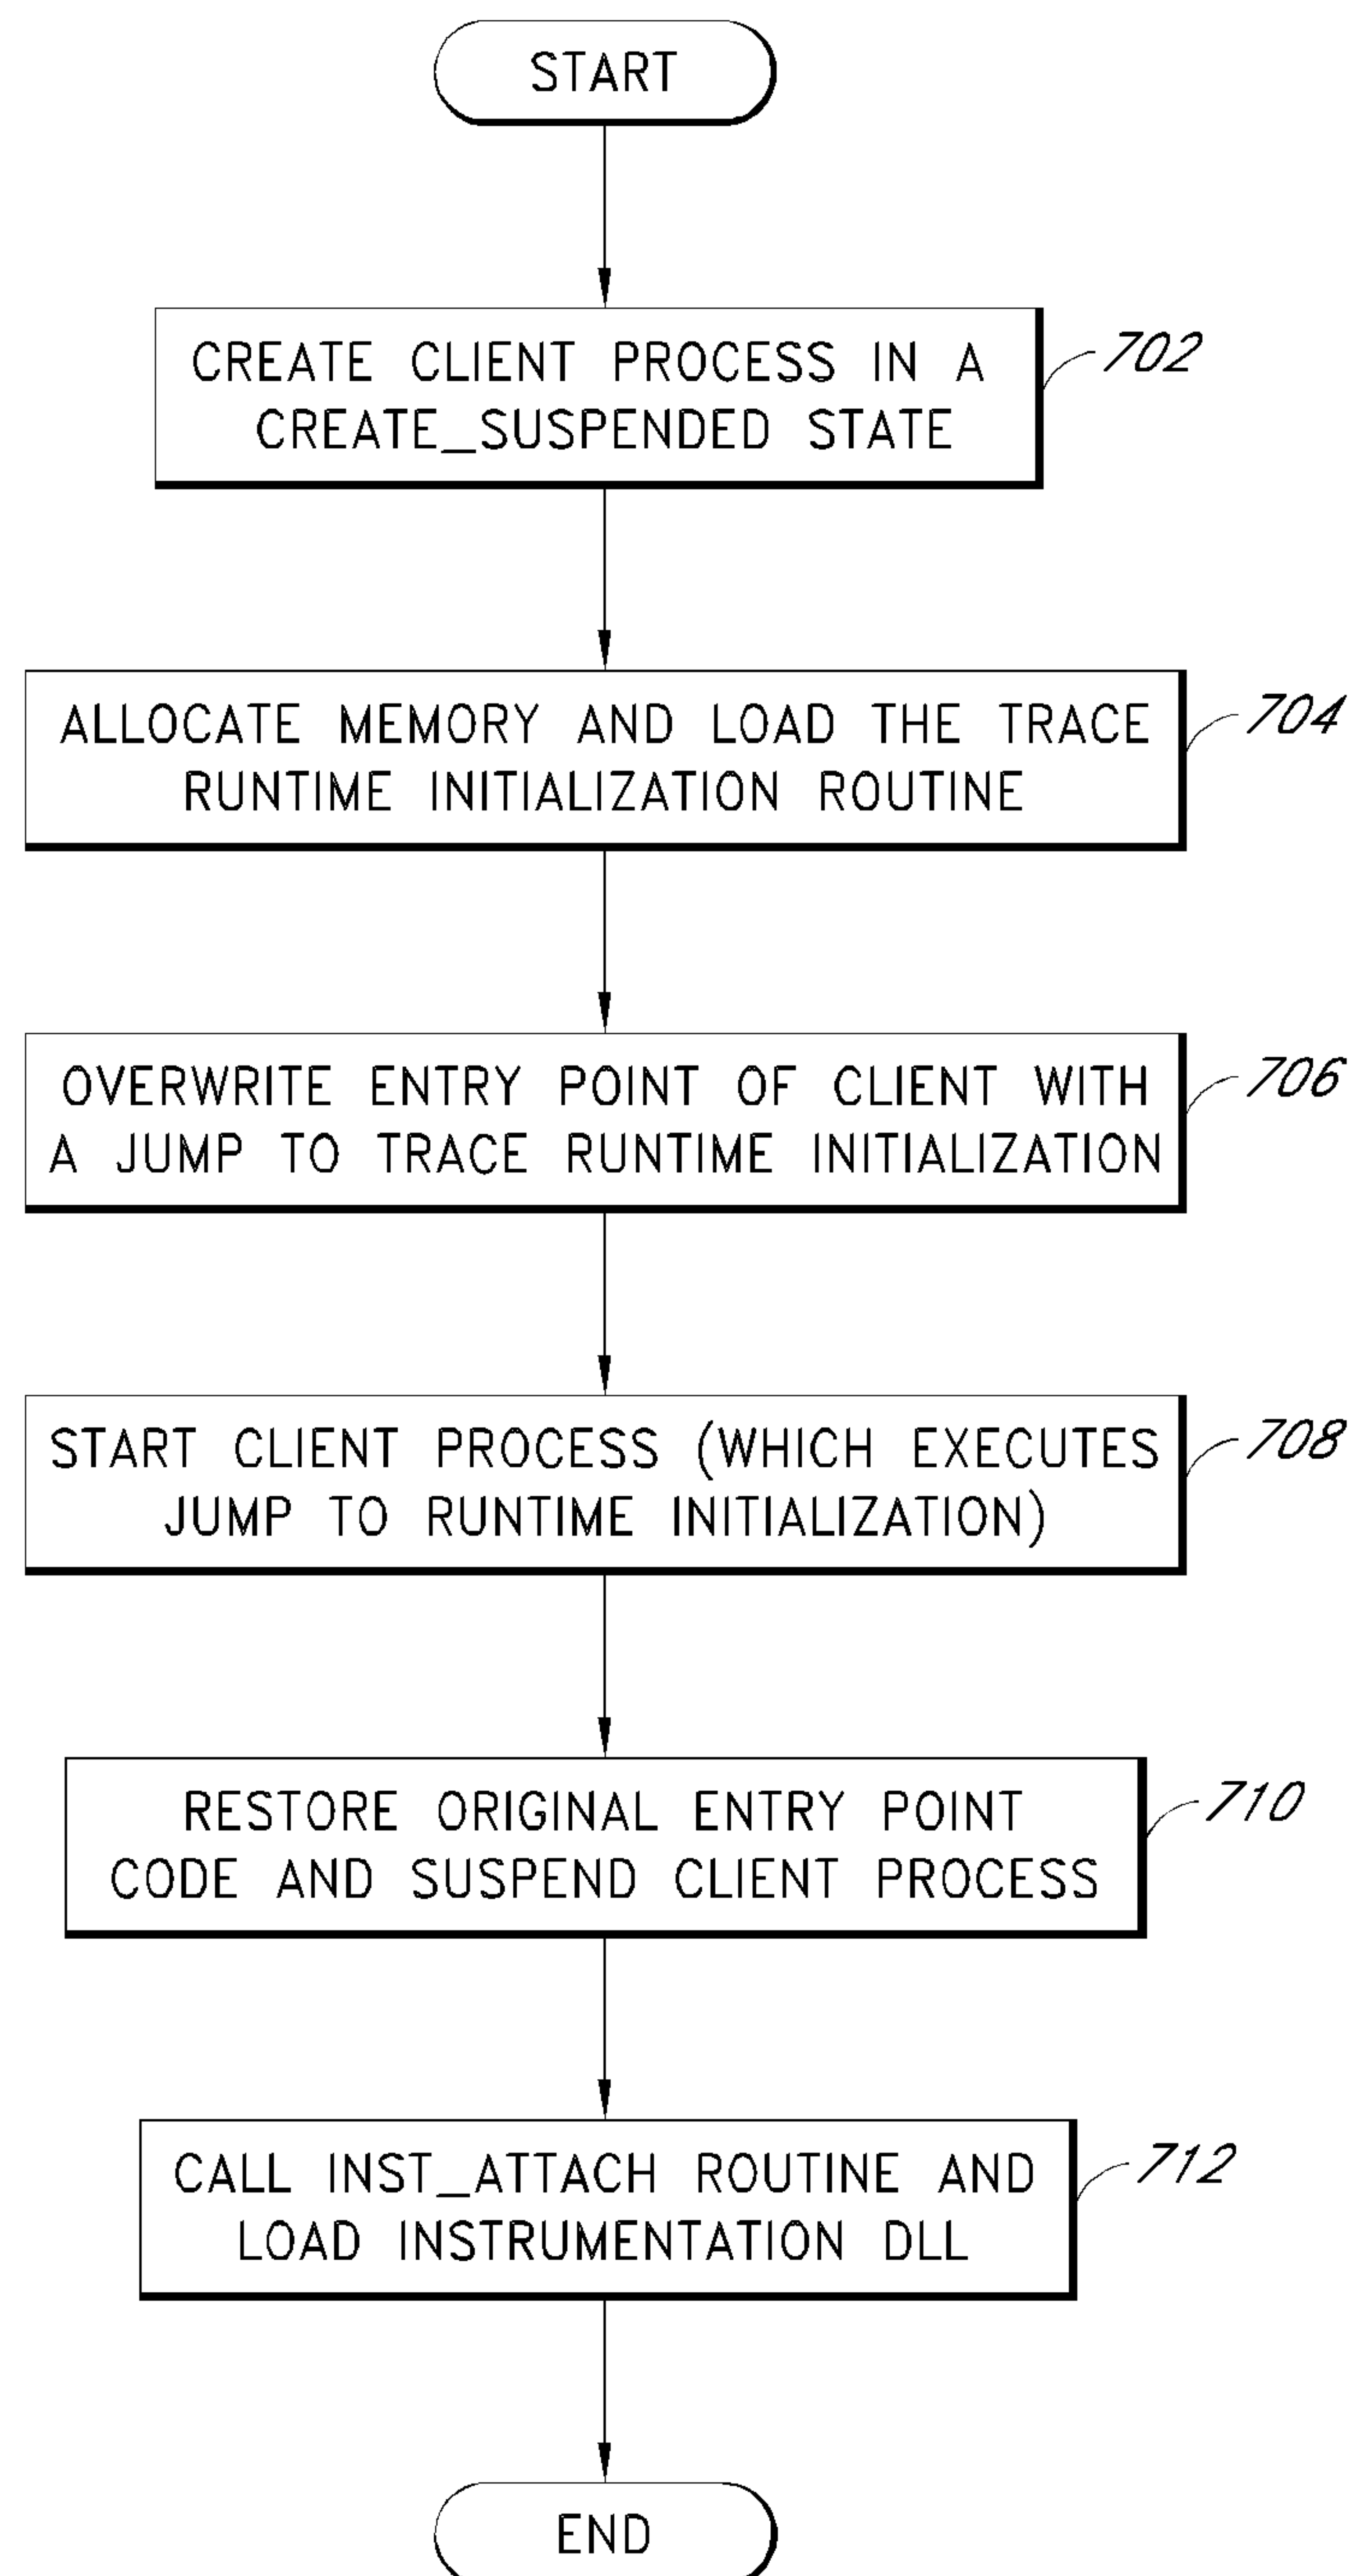 START
CREATE CLIENT PROCESS IN A
CREATE_SUSPENDED STATE
702
ALLOCATE MEMORY AND LOAD THE TRACE
RUNTIME INITIALIZATION ROUTINE
704
OVERWRITE ENTRY POINT OF CLIENT WITH
A JUMP TO TRACE RUNTIME INITIALIZATION
706
START CLIENT PROCESS (WHICH EXECUTES
JUMP TO RUNTIME INITIALIZATION)
708
RESTORE ORIGINAL ENTRY POINT
CODE AND SUSPEND CLIENT PROCESS
710
CALL INST_ATTACH ROUTINE AND
LOAD INSTRUMENTATION DLL
712
END